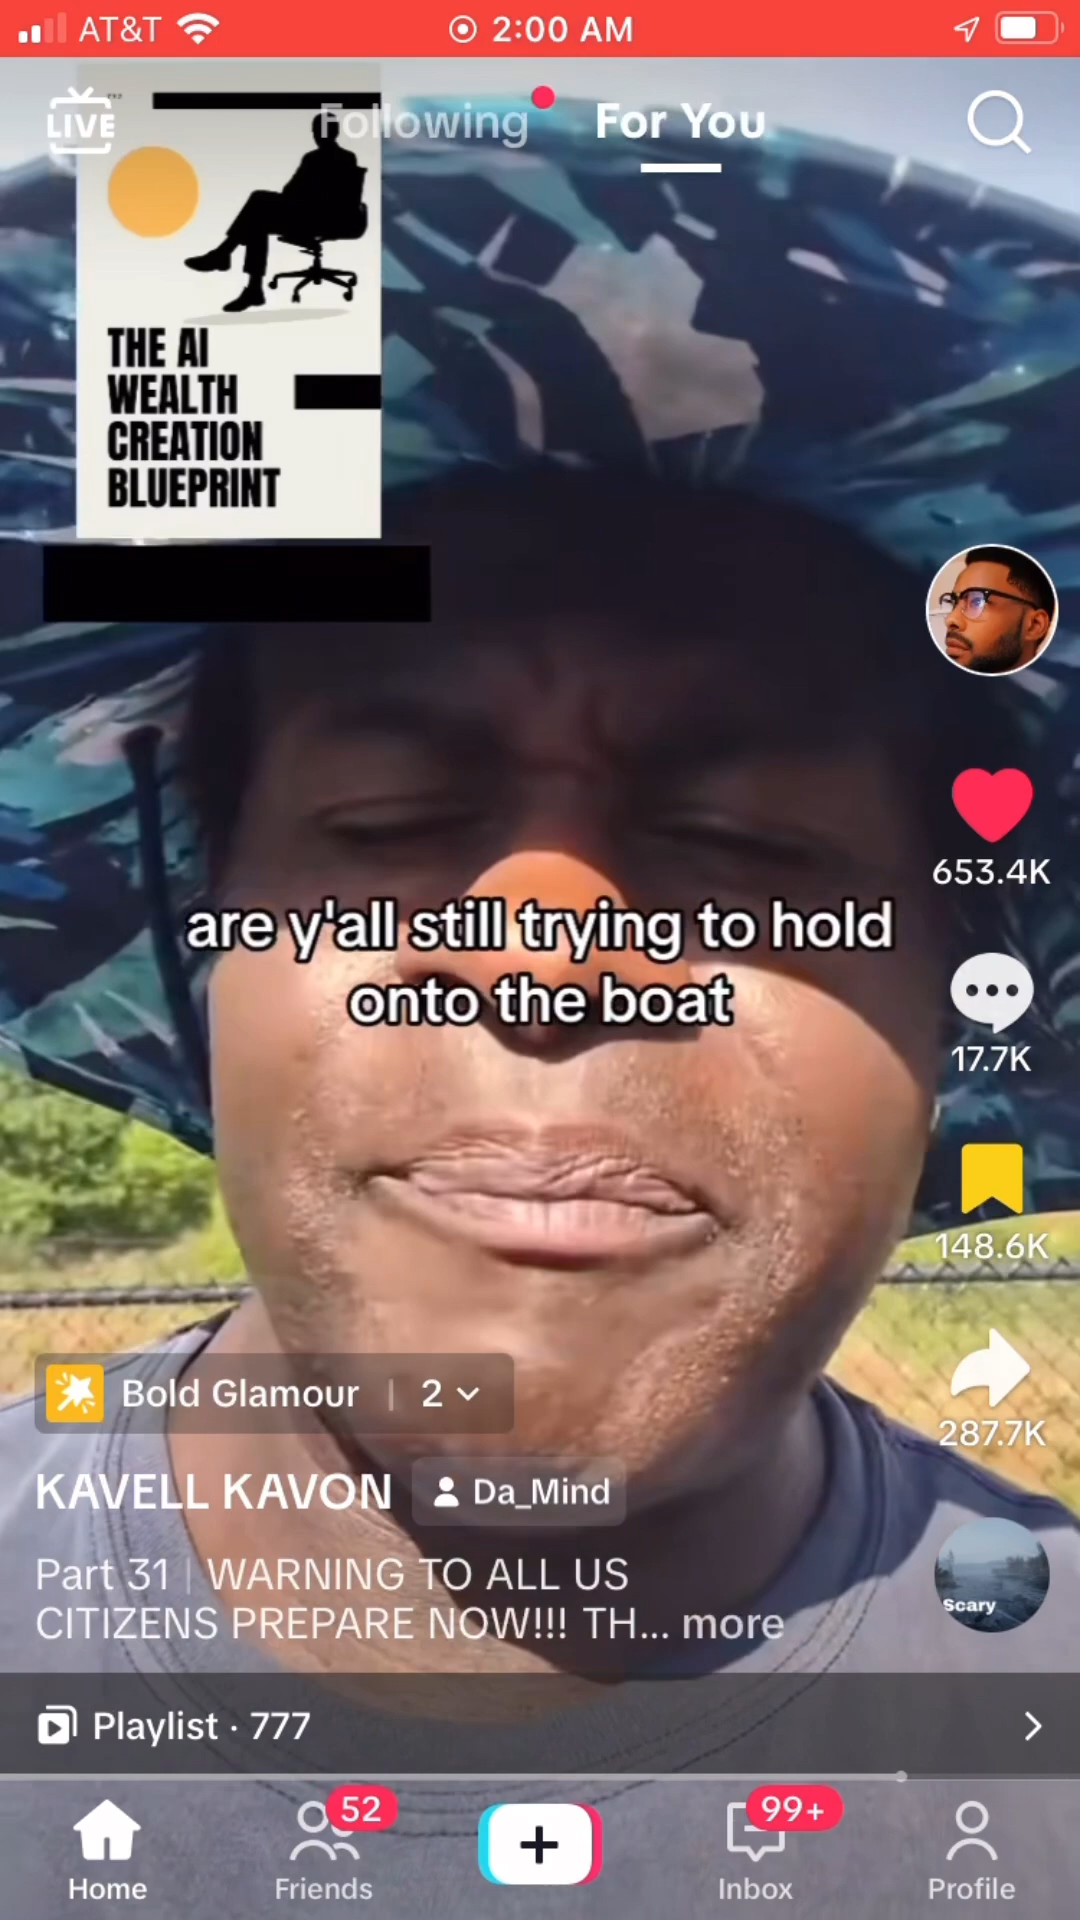 AT&T 2:00 AM
LIVE Following For You
THE AI
WEALTH
CREATION
BLUEPRINT
653.4K
are y'all still trying to hold
onto the boat
17.7K
148.6K
Bold Glamour | 2
287.7K
KAVELL KAVON Da_Mind
Part 31 | WARNING TO ALL US
CITIZENS PREPARE NOW!!! TH... more
Scary
Playlist · 777
52
99+
Home Friends Inbox Profile